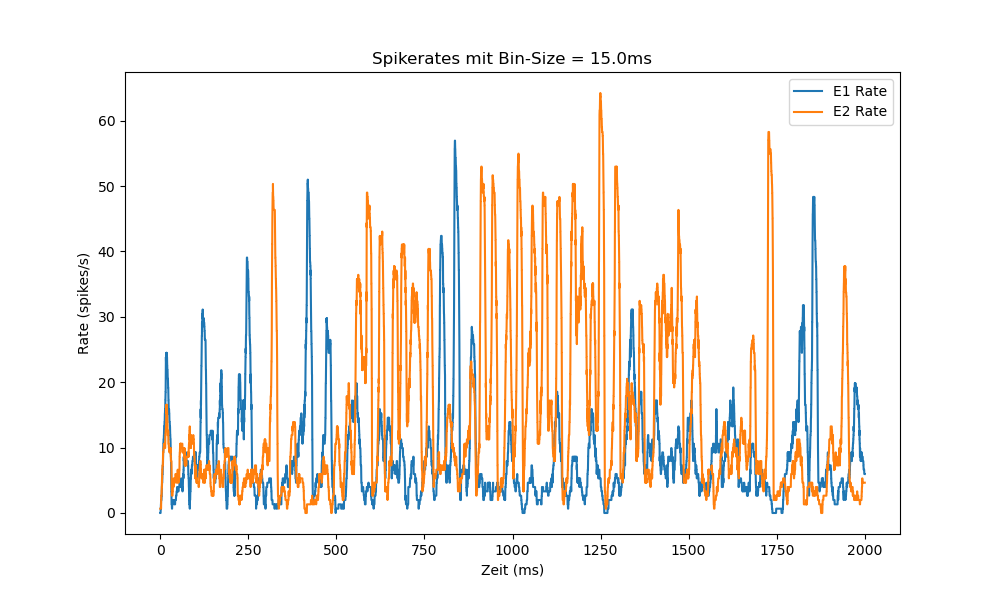 Spikerates mit Bin-Size = 15.0ms
E1 Rate
E2 Rate
60
50
40
30
20
10
0
Rate (spikes/s)
0 250 500 750 1000 1250 1500 1750 2000
Zeit (ms)